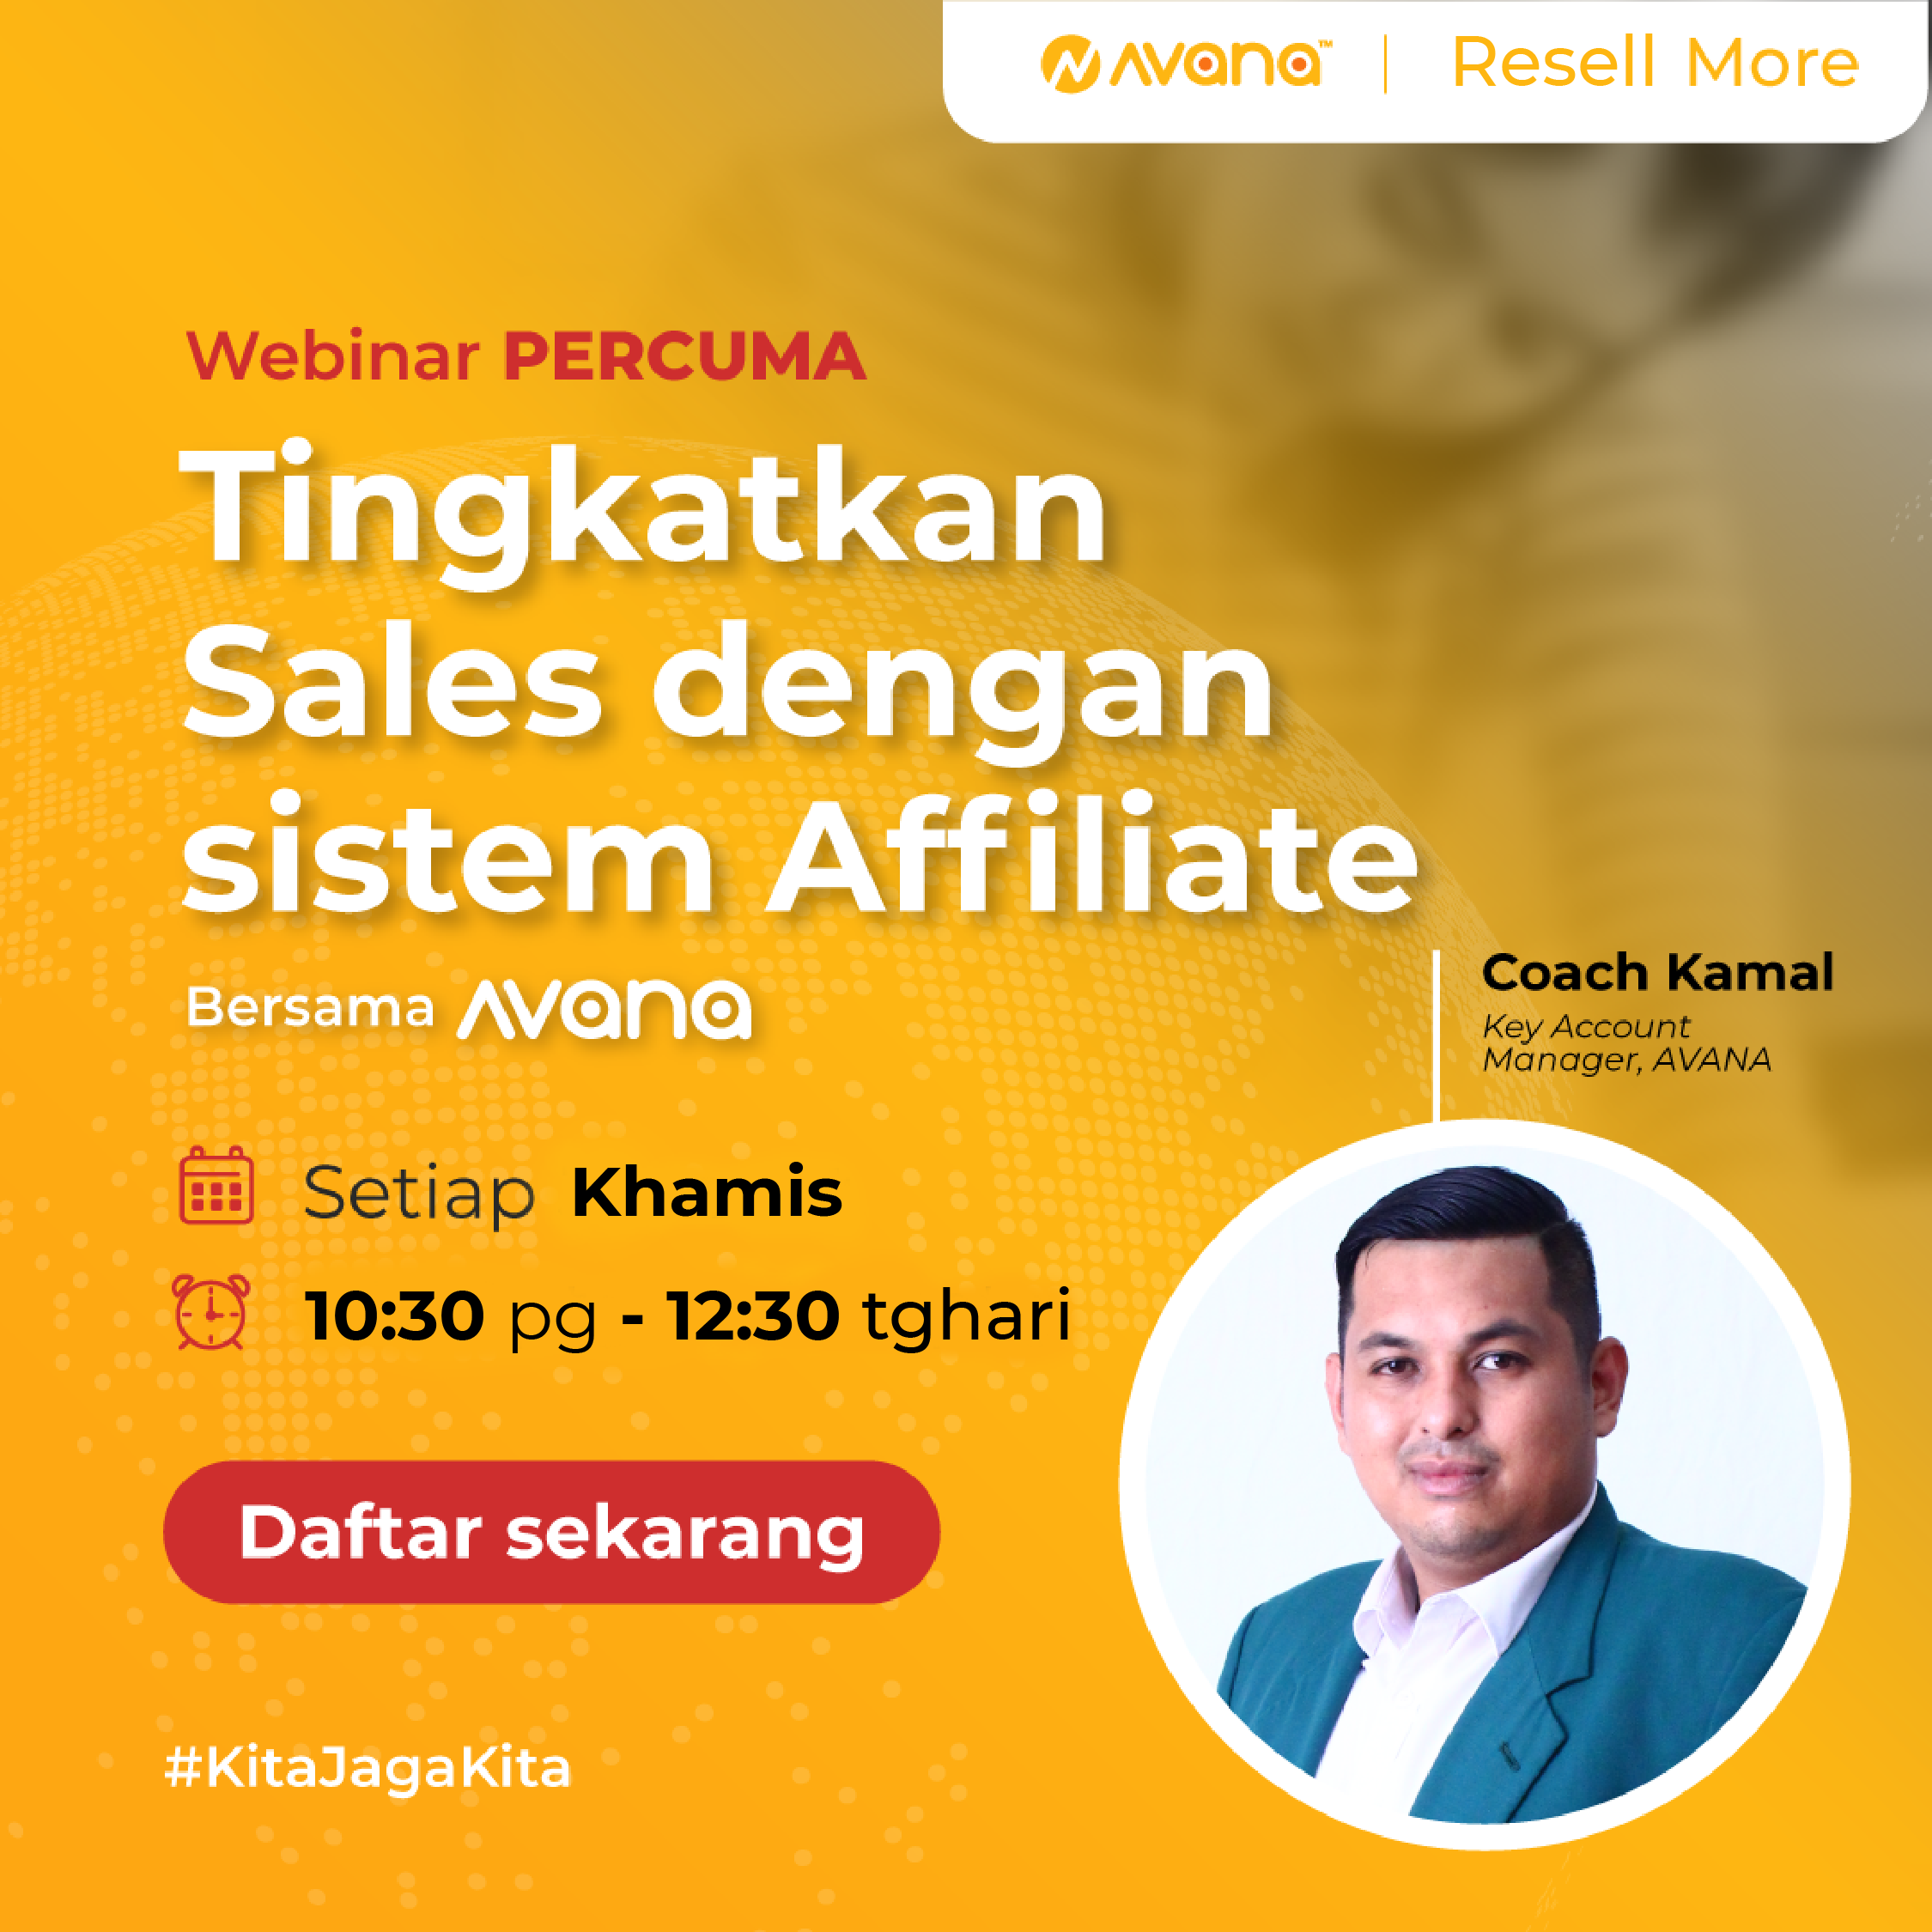 AVANA™ | Resell More
Webinar PERCUMA
Tingkatkan
Sales dengan
sistem Affiliate
Bersama AVANA
Coach Kamal
Key Account
Manager, AVANA
Setiap Khamis
10:30 pg - 12:30 tghari
Daftar sekarang
#KitaJagaKita